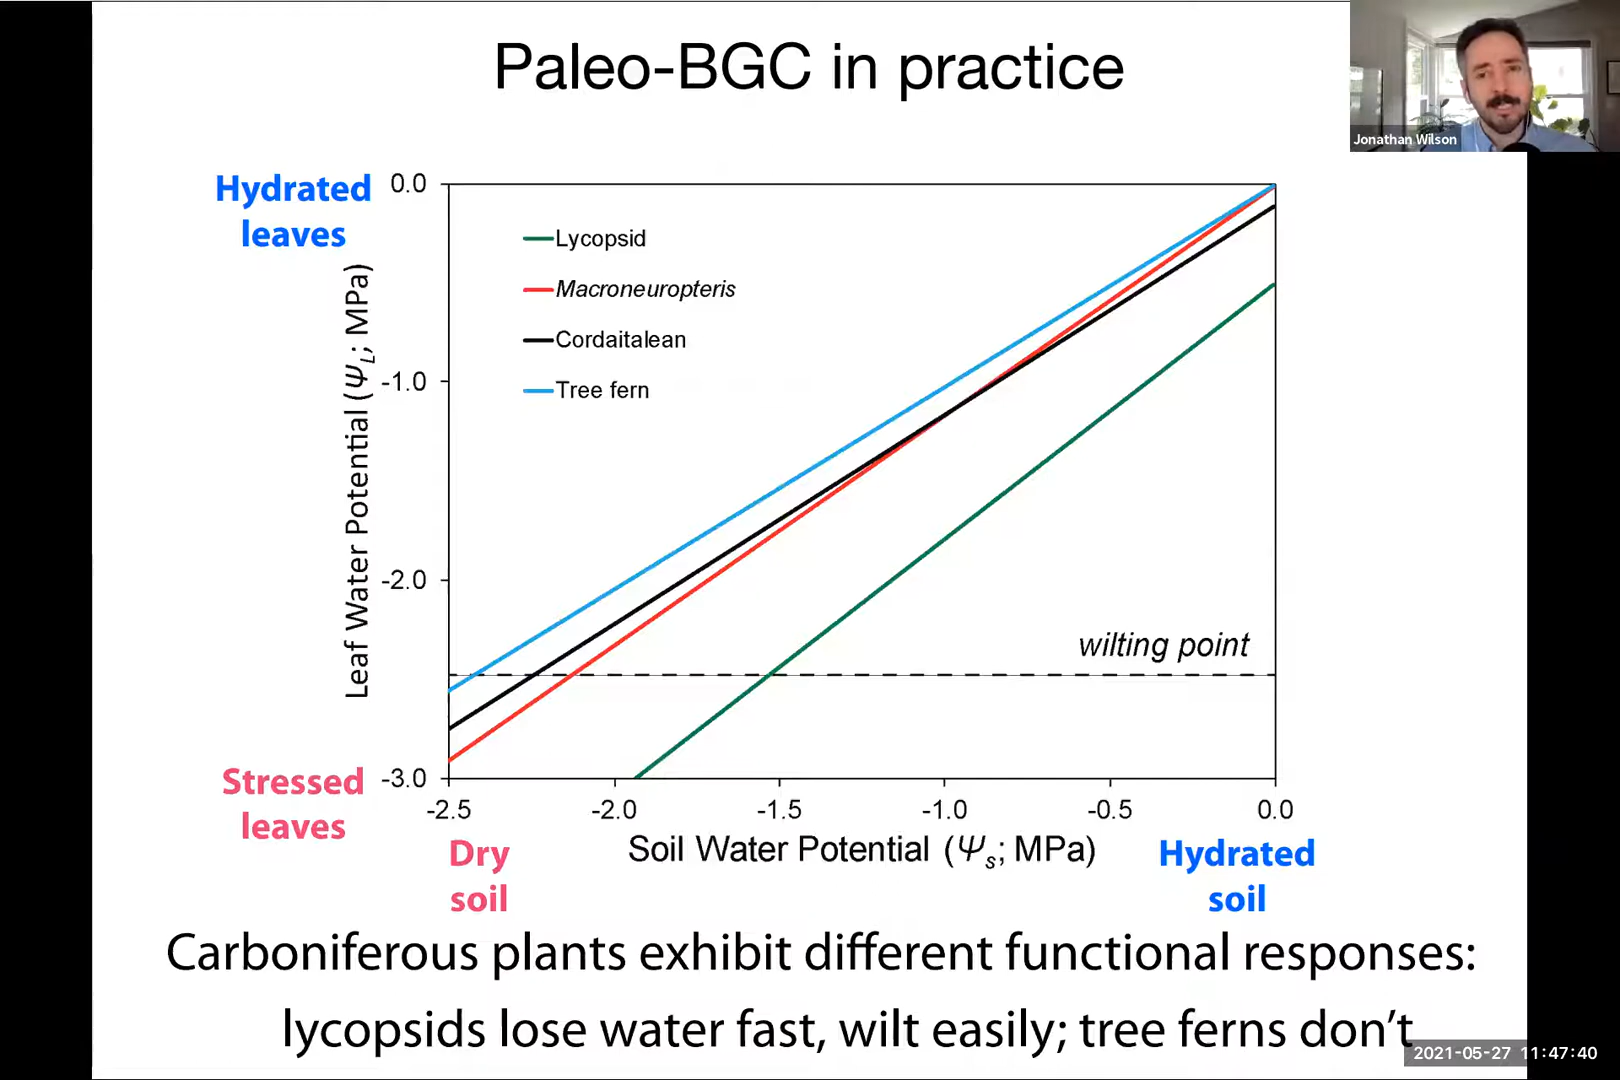 Paleo-BGC in practice
Jonathan Wilson
Hydrated
leaves
0.0
Lycopsid
Macroneuropteris
Cordaitalean
Tree fern
Leaf Water Potential (ΨL; MPa)
-1.0
-2.0
wilting point
-3.0
Stressed
leaves
-2.5 -2.0 -1.5 -1.0 -0.5 0.0
Soil Water Potential (Ψs; MPa)
Dry
soil
Hydrated
soil
Carboniferous plants exhibit different functional responses:
lycopsids lose water fast, wilt easily; tree ferns don’t
2021-05-27 11:47:40